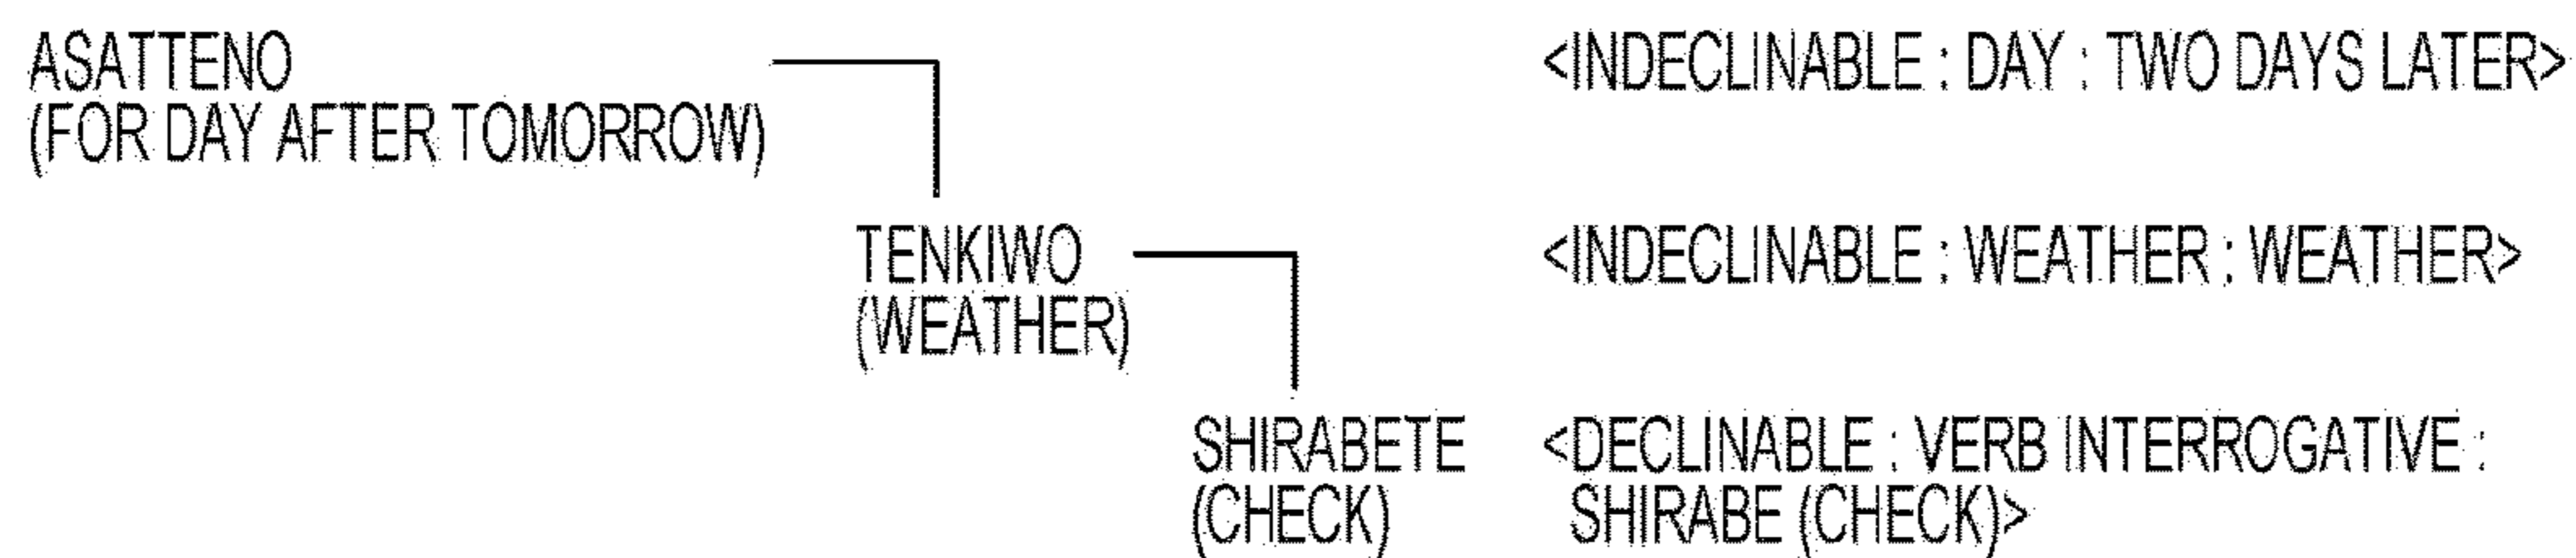 ASATTENO <INDECLINABLE : DAY : TWO DAYS LATER>
(FOR DAY AFTER TOMORROW)
TENKIWO <INDECLINABLE : WEATHER : WEATHER>
(WEATHER)
SHIRABETE <DECLINABLE : VERB INTERROGATIVE :
(CHECK) SHIRABE (CHECK)>